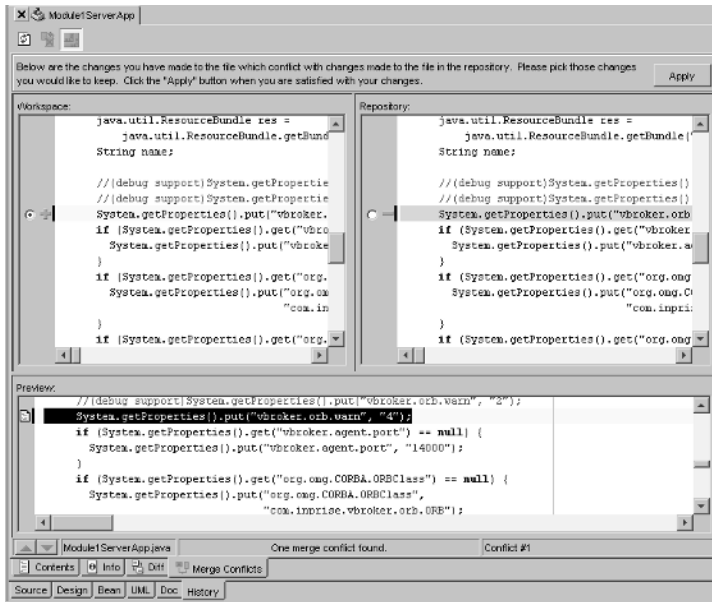 Module1ServerApp
Below are the changes you have made to the file which conflict with changes made to the file in the repository. Please pick those changes
you would like to keep. Click the "Apply" button when you are satisfied with your changes.
Apply
Workspace:
java.util.ResourceBundle res =
java.util.ResourceBundle.getBund
String name;
//(debug support)System.getPropertie
//(debug support)System.getPropertie
System.getProperties().put("vbroker.
if (System.getProperties().get("vbro
System.getProperties().put("vbroke
}
if (System.getProperties().get("org.
System.getProperties().put("org.om
"com.in
}
if (System.getProperties().get("org.
Repository:
java.util.ResourceBundle res =
java.util.ResourceBundle.getBundle("
String name;
//(debug support)System.getProperties()
//(debug support)System.getProperties()
System.getProperties().put("vbroker.orb
if (System.getProperties().get("vbroker
System.getProperties().put("vbroker.a
}
if (System.getProperties().get("org.omg
System.getProperties().put("org.omg.C
"com.inpri
}
if (System.getProperties().get("org.omg
Preview:
//(debug support)System.getProperties().put("vbroker.orb.warn", "2");
System.getProperties().put("vbroker.orb.warn", "4");
if (System.getProperties().get("vbroker.agent.port") == null) {
System.getProperties().put("vbroker.agent.port", "14000");
}
if (System.getProperties().get("org.omg.CORBA.ORBClass") == null) {
System.getProperties().put("org.omg.CORBA.ORBClass",
"com.inprise.vbroker.orb.ORB");
Module1ServerApp.java One merge conflict found. Conflict #1
Contents Info Diff Merge Conflicts
Source Design Bean UML Doc History